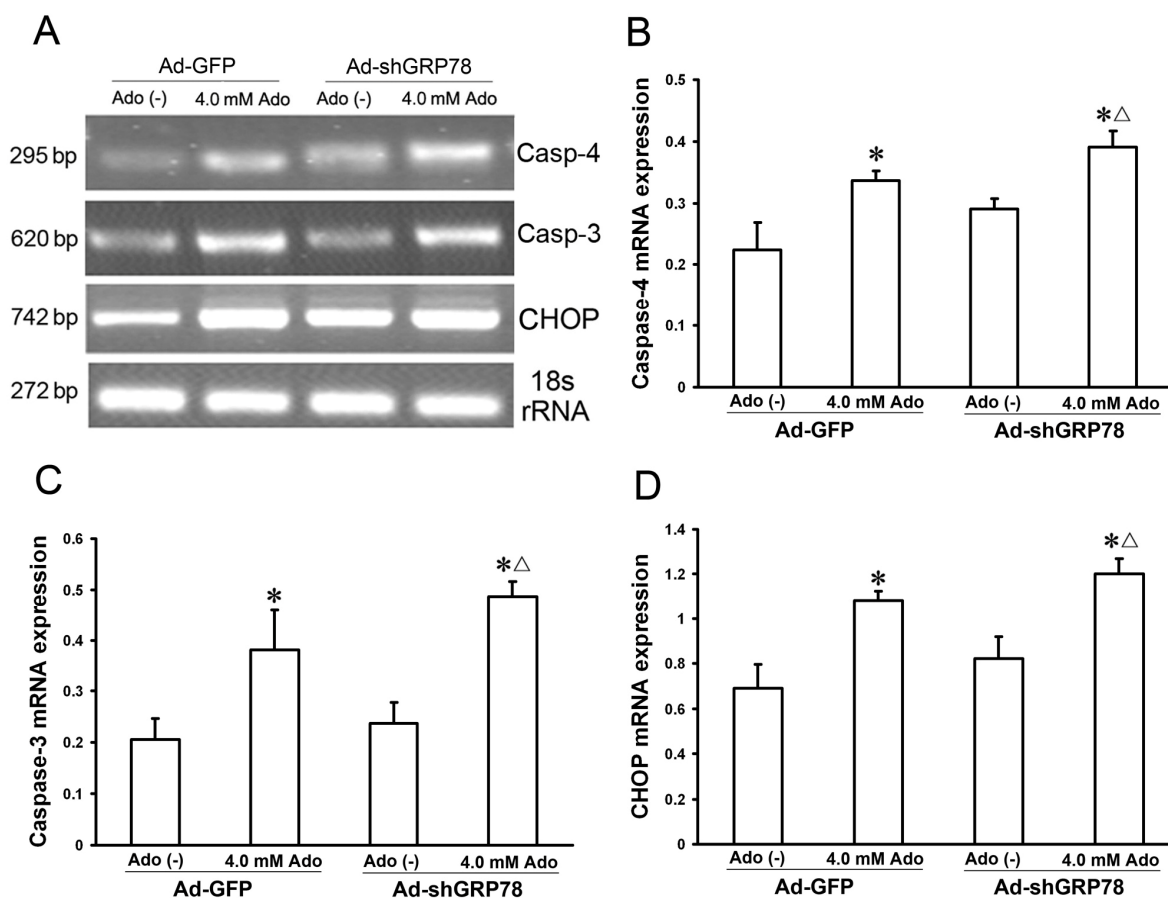 A
Ad-GFP
Ad-shGRP78
Ado (-)
4.0 mM Ado
Ado (-)
4.0 mM Ado
295 bp
Casp-4
620 bp
Casp-3
742 bp
CHOP
272 bp
18s
rRNA
B
Caspase-4 mRNA expression
0.5
0.4
0.3
0.2
0.1
0
*
*△
Ado (-)
4.0 mM Ado
Ado (-)
4.0 mM Ado
Ad-GFP
Ad-shGRP78
C
Caspase-3 mRNA expression
0.6
0.5
0.4
0.3
0.2
0.1
0
*
*△
Ado (-)
4.0 mM Ado
Ado (-)
4.0 mM Ado
Ad-GFP
Ad-shGRP78
D
CHOP mRNA expression
1.4
1.2
1
0.8
0.6
0.4
0.2
0
*
*△
Ado (-)
4.0 mM Ado
Ado (-)
4.0 mM Ado
Ad-GFP
Ad-shGRP78